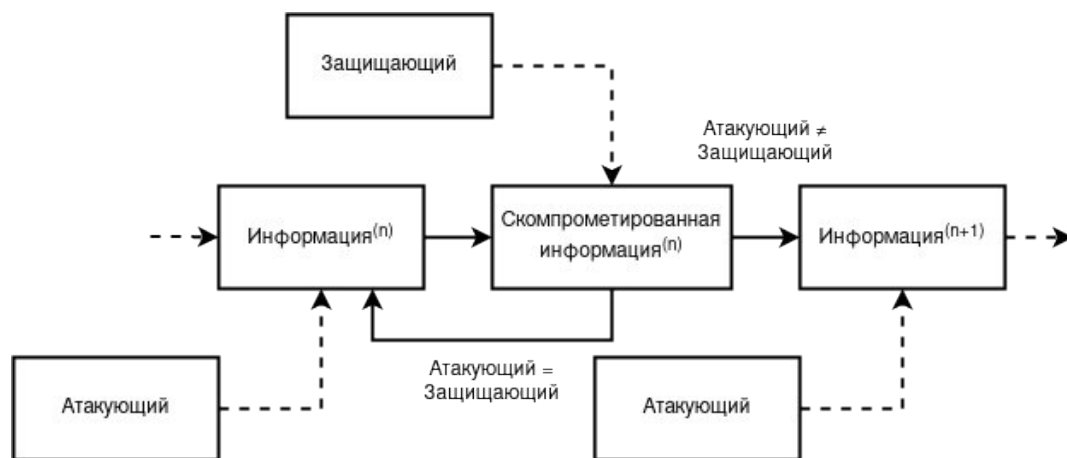 Защищающий
Атакующий ≠
Защищающий
Информация⁽ⁿ⁾
Скомпрометированная
информация⁽ⁿ⁾
Информация⁽ⁿ⁺¹⁾
Атакующий =
Защищающий
Атакующий
Атакующий